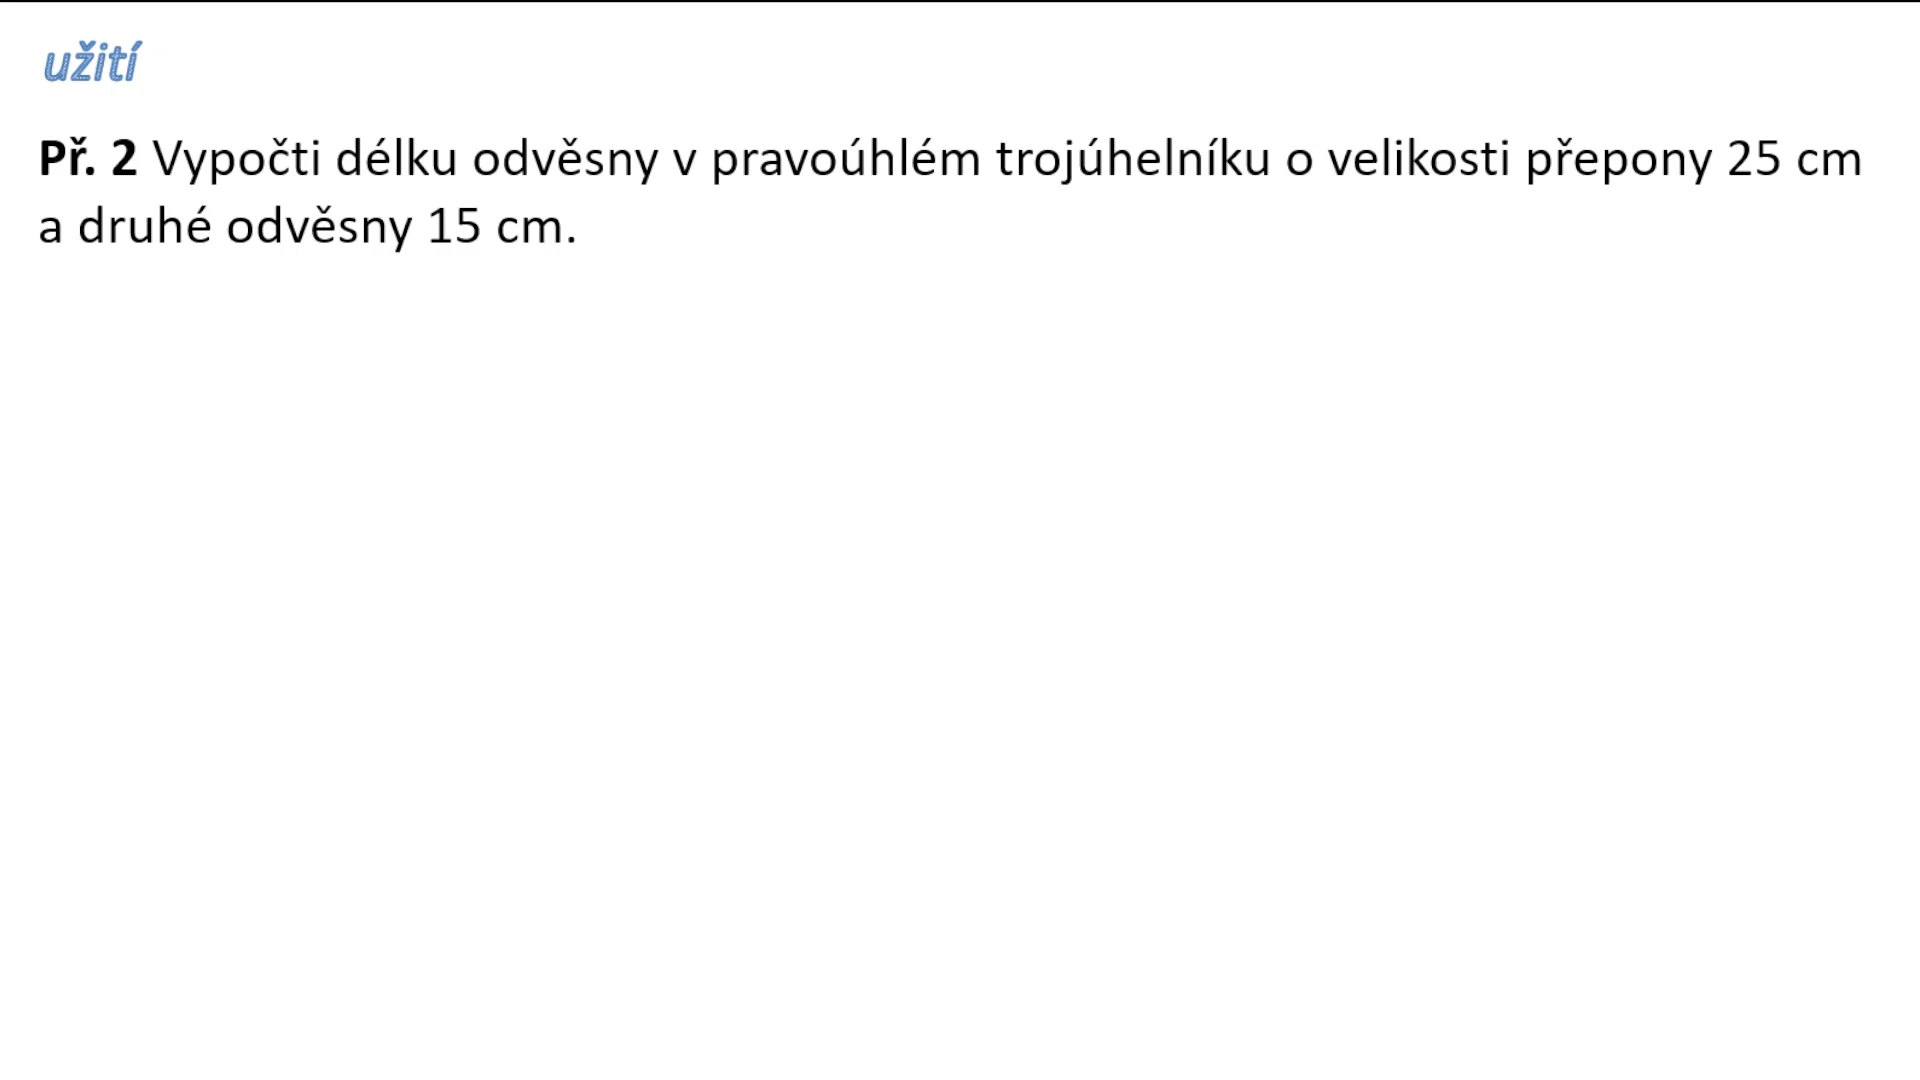 užití
Př. 2 Vypočti délku odvěsny v pravoúhlém trojúhelníku o velikosti přepony 25 cm
a druhé odvěsny 15 cm.